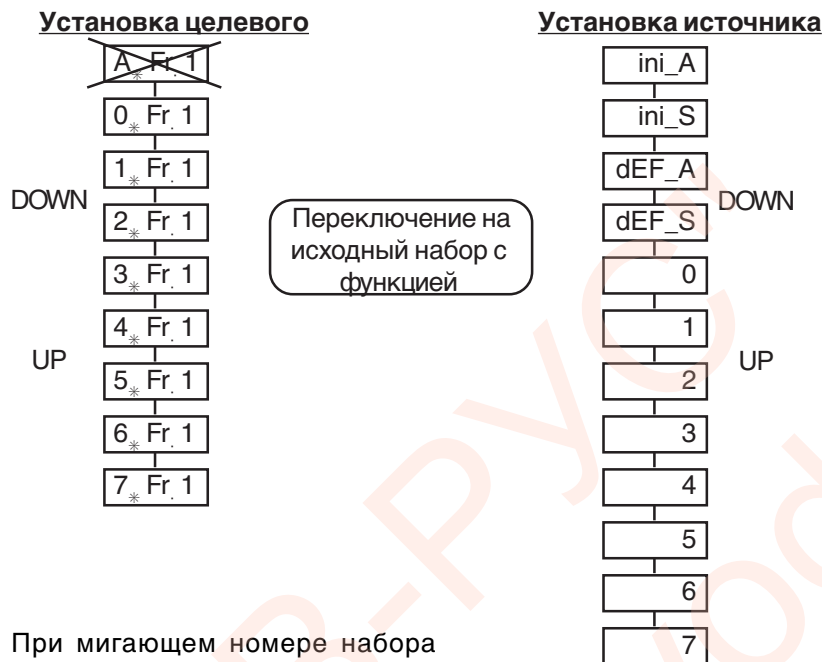 Установка целевого
A* Fr. 1
0* Fr. 1
1* Fr. 1
DOWN
2* Fr. 1
3* Fr. 1
4* Fr. 1
UP
5* Fr. 1
6* Fr. 1
7* Fr. 1
Переключение на
исходный набор с
функцией
Установка источника
ini_A
ini_S
dEF_A
DOWN
dEF_S
0
1
UP
2
3
4
5
6
7
При мигающем номере набора
В-РУС"